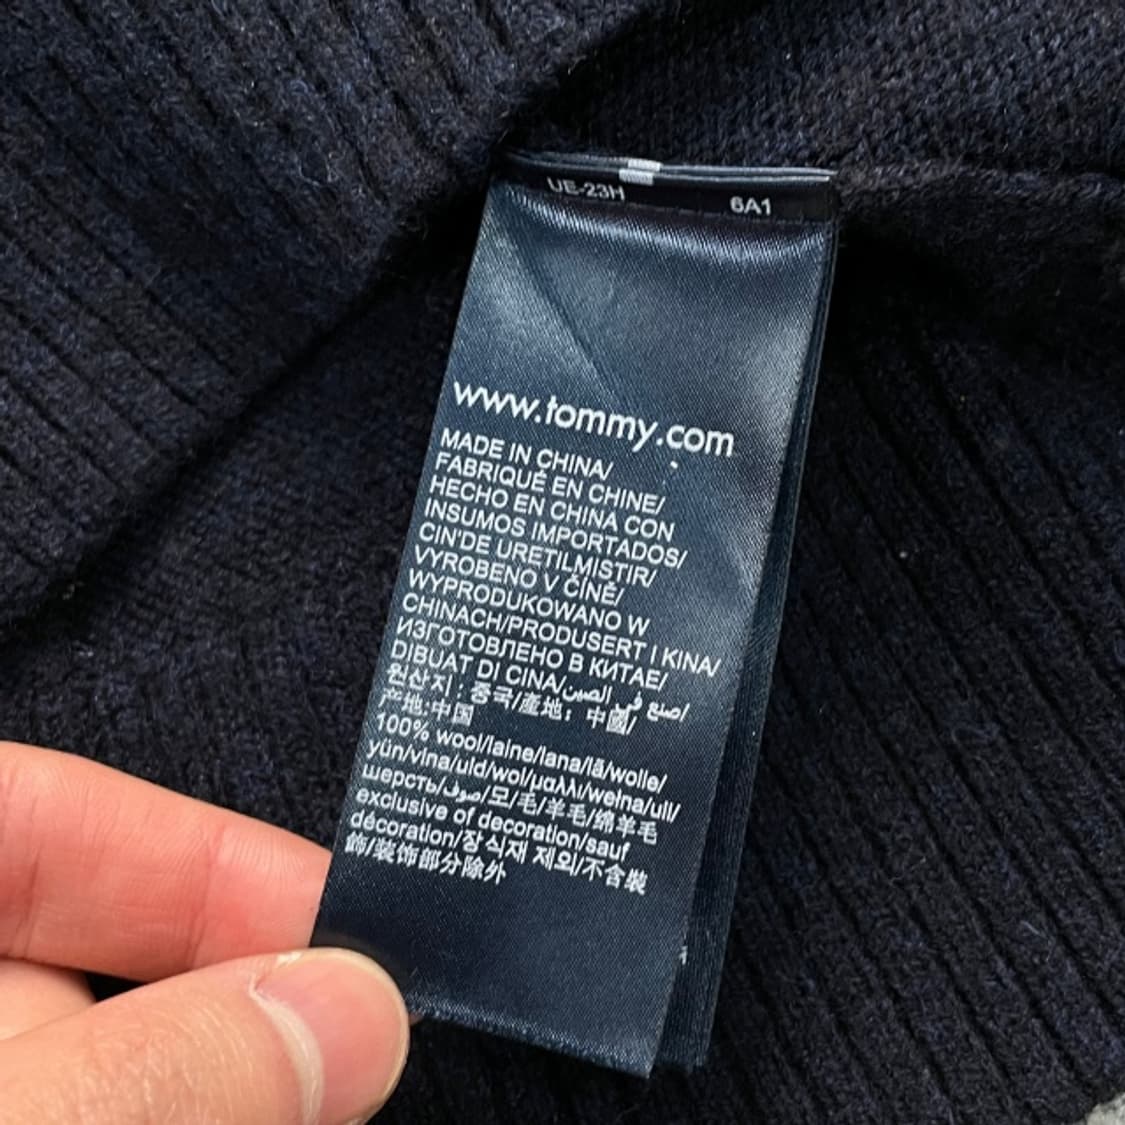 UE-23H 6A1
www.tommy.com
MADE IN CHINA/
FABRIQUÉ EN CHINE/
HECHO EN CHINA CON
INSUMOS IMPORTADOS/
CIN'DE URETILMISTIR/
VYROBENO V ČÍNĚ/
WYPRODUKOWANO W
CHINACH/PRODUSERT I KINA/
ИЗГОТОВЛЕНО В КИТАЕ/
DIBUAT DI CINA/صنع في الصين/
원산지 : 중국/產地: 中國/
产地:中国
100% wool/laine/lana/lã/wolle/
yün/vlna/uld/wol/μαλλι/wełna/ull/
шерсть/صوف/모/毛/羊毛/绵羊毛
exclusive of decoration/sauf
décoration/장식재 제외/不含裝
飾/装饰部分除外